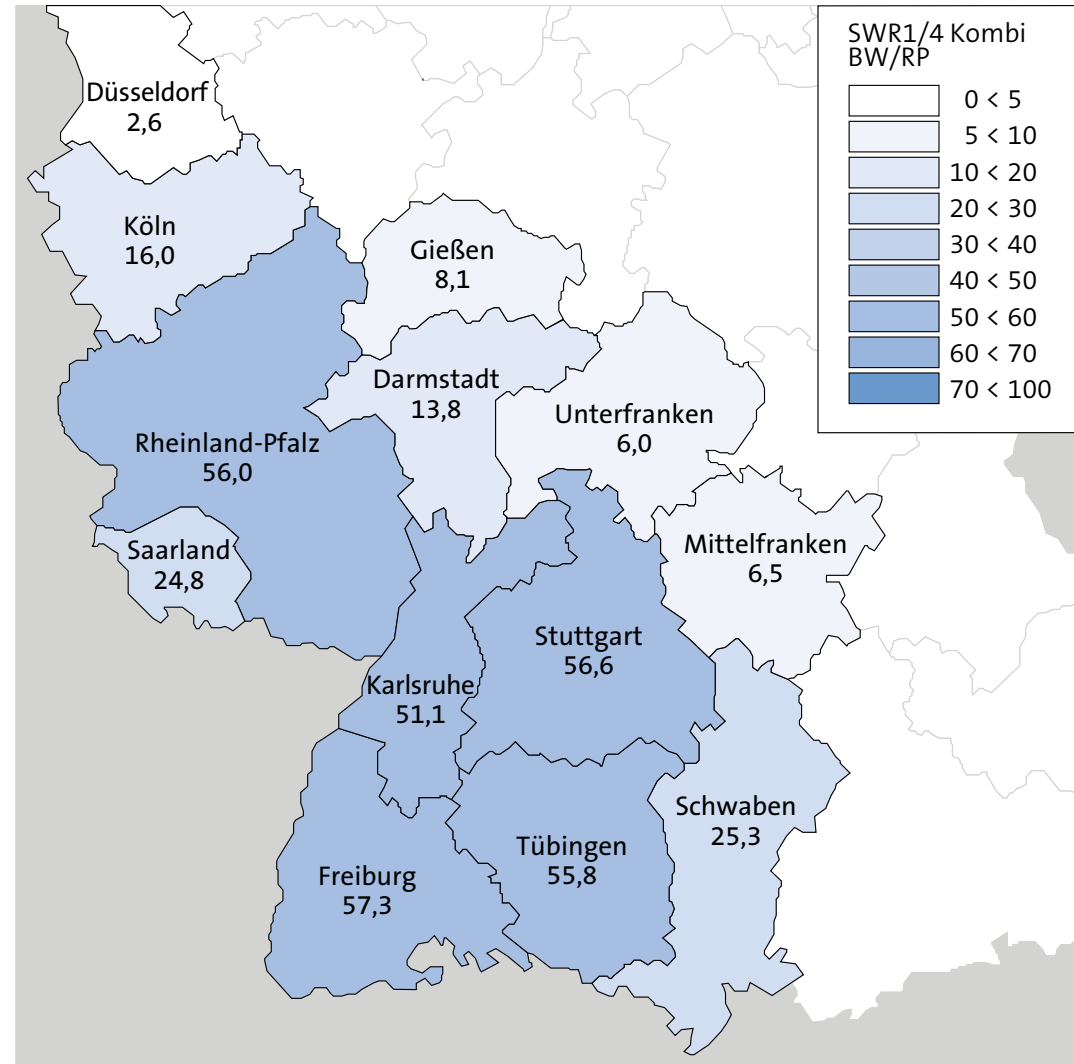 SWR1/4 Kombi
BW/RP
0 < 5
5 < 10
10 < 20
20 < 30
30 < 40
40 < 50
50 < 60
60 < 70
70 < 100
Düsseldorf
2,6
Köln
16,0
Gießen
8,1
Darmstadt
13,8
Unterfranken
6,0
Rheinland-Pfalz
56,0
Saarland
24,8
Mittelfranken
6,5
Stuttgart
56,6
Karlsruhe
51,1
Schwaben
25,3
Tübingen
55,8
Freiburg
57,3